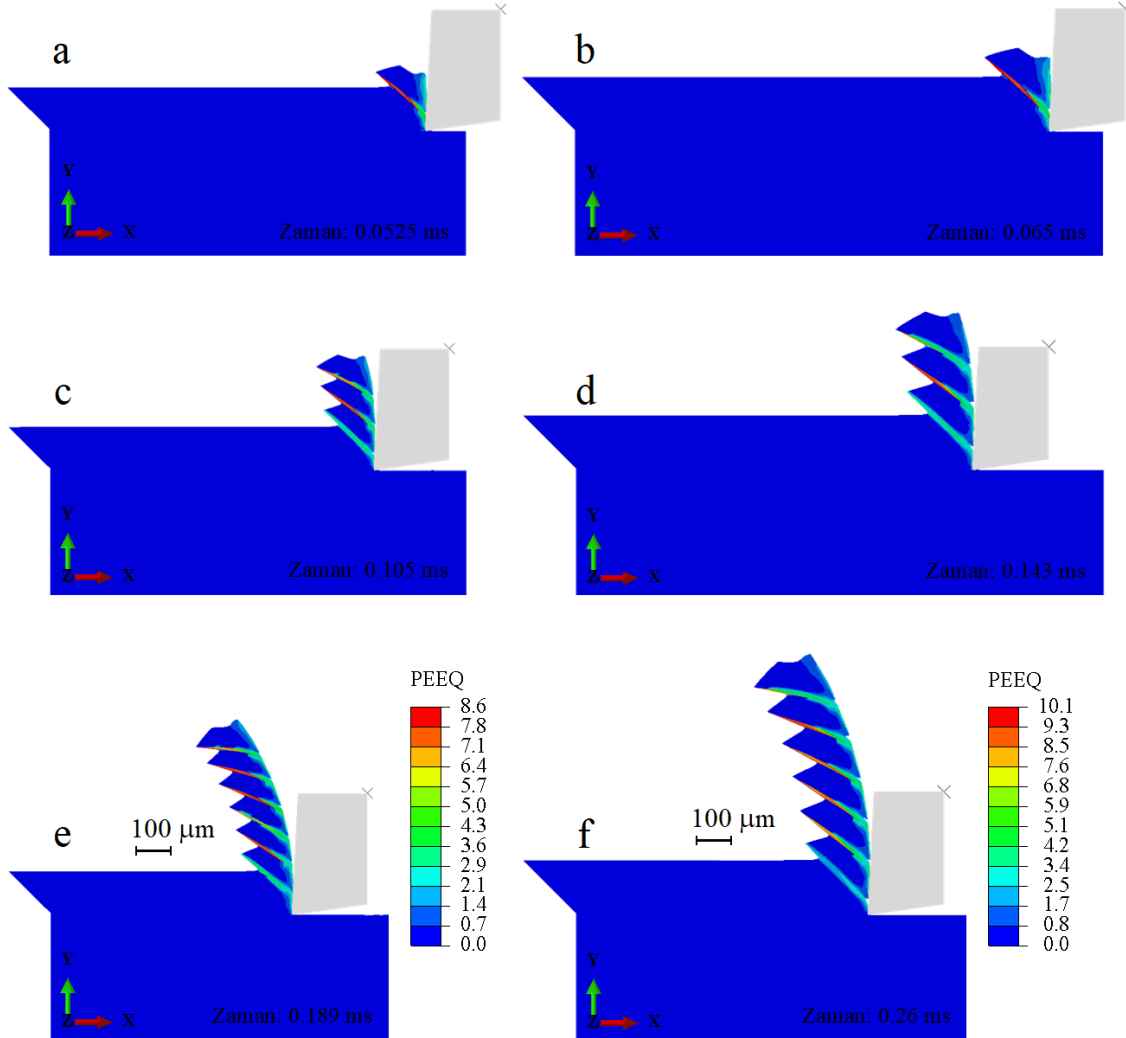 a
Y
Z X
Zaman: 0.0525 ms
b
Y
Z X
Zaman: 0.065 ms
c
Y
Z X
Zaman: 0.105 ms
d
Y
Z X
Zaman: 0.143 ms
e
100 μm
PEEQ
8.6
7.8
7.1
6.4
5.7
5.0
4.3
3.6
2.9
2.1
1.4
0.7
0.0
Y
Z X
Zaman: 0.189 ms
f
100 μm
PEEQ
10.1
9.3
8.5
7.6
6.8
5.9
5.1
4.2
3.4
2.5
1.7
0.8
0.0
Y
Z X
Zaman: 0.26 ms